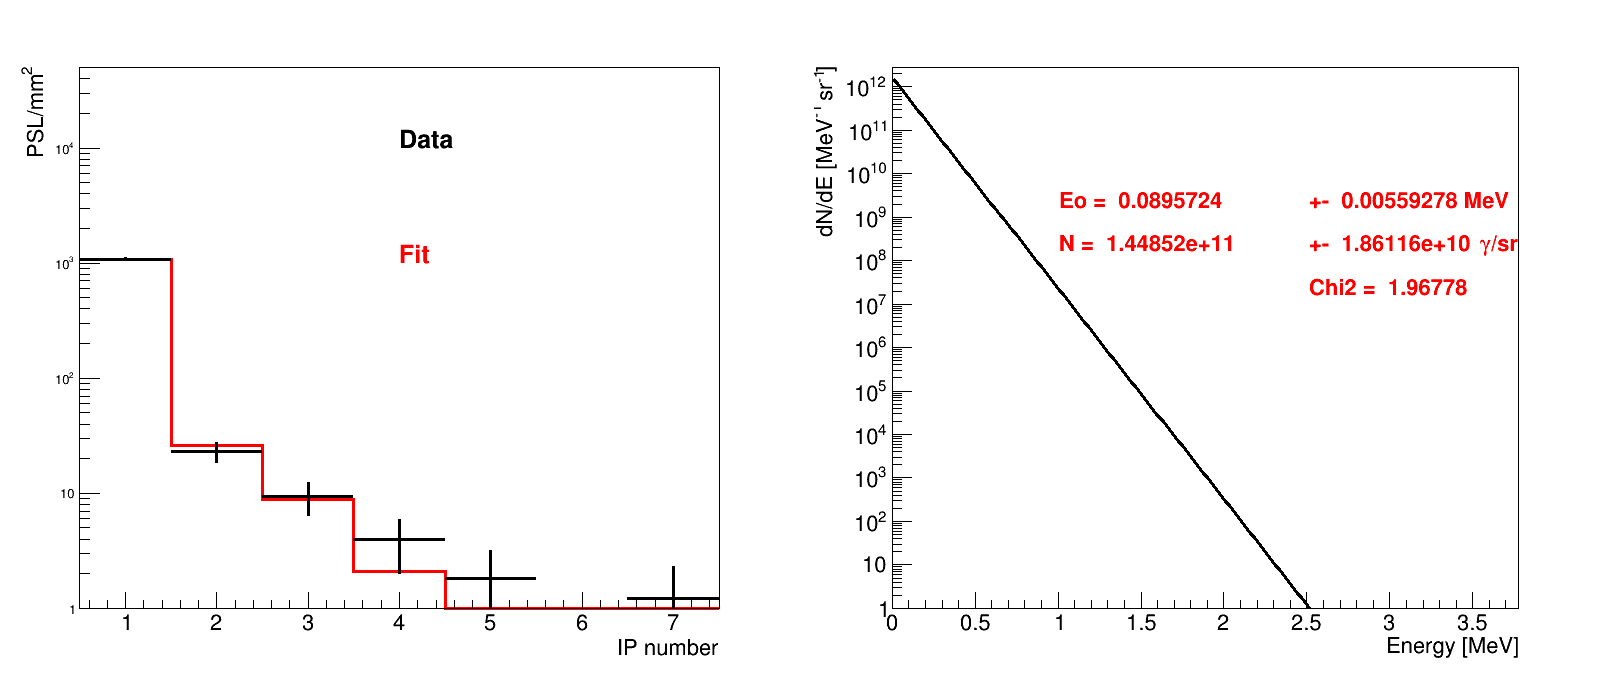 PSL/mm²
10⁴
10³
10²
10
1
Data
Fit
1 2 3 4 5 6 7
IP number
dN/dE [MeV⁻¹ sr⁻¹]
10¹²
10¹¹
10¹⁰
10⁹
10⁸
10⁷
10⁶
10⁵
10⁴
10³
10²
10
1
Eo = 0.0895724 +- 0.00559278 MeV
N = 1.44852e+11 +- 1.86116e+10 γ/sr
Chi2 = 1.96778
0 0.5 1 1.5 2 2.5 3 3.5
Energy [MeV]